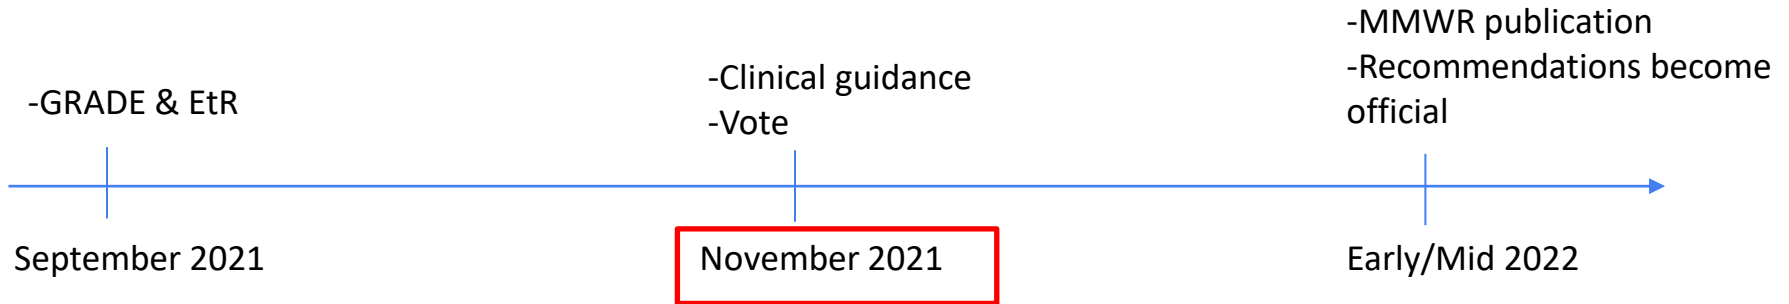 -GRADE & EtR
-Clinical guidance
-Vote
-MMWR publication
-Recommendations become
official
September 2021
November 2021
Early/Mid 2022